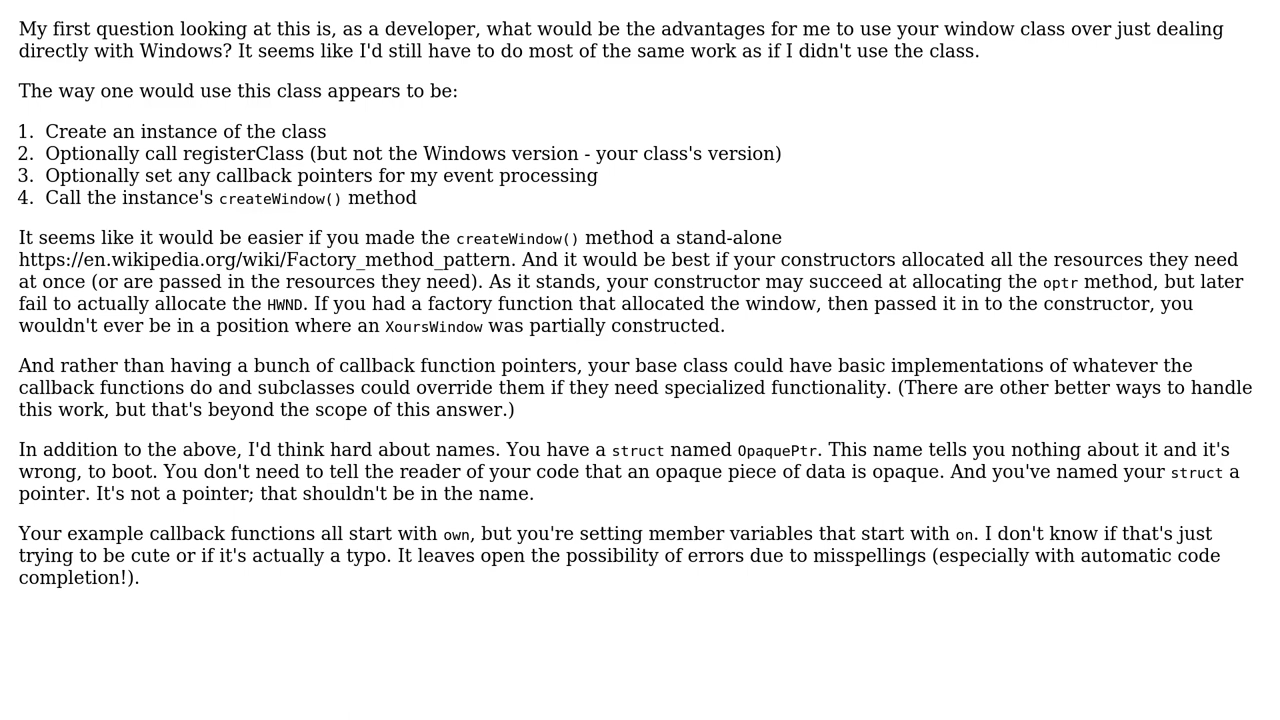 My first question looking at this is, as a developer, what would be the advantages for me to use your window class over just dealing
directly with Windows? It seems like I'd still have to do most of the same work as if I didn't use the class.
The way one would use this class appears to be:
1. Create an instance of the class
2. Optionally call registerClass (but not the Windows version - your class's version)
3. Optionally set any callback pointers for my event processing
4. Call the instance's createWindow() method
It seems like it would be easier if you made the createWindow() method a stand-alone
https://en.wikipedia.org/wiki/Factory_method_pattern. And it would be best if your constructors allocated all the resources they need
at once (or are passed in the resources they need). As it stands, your constructor may succeed at allocating the optr method, but later
fail to actually allocate the HWND. If you had a factory function that allocated the window, then passed it in to the constructor, you
wouldn't ever be in a position where an XoursWindow was partially constructed.
And rather than having a bunch of callback function pointers, your base class could have basic implementations of whatever the
callback functions do and subclasses could override them if they need specialized functionality. (There are other better ways to handle
this work, but that's beyond the scope of this answer.)
In addition to the above, I'd think hard about names. You have a struct named OpaquePtr. This name tells you nothing about it and it's
wrong, to boot. You don't need to tell the reader of your code that an opaque piece of data is opaque. And you've named your struct a
pointer. It's not a pointer; that shouldn't be in the name.
Your example callback functions all start with own, but you're setting member variables that start with on. I don't know if that's just
trying to be cute or if it's actually a typo. It leaves open the possibility of errors due to misspellings (especially with automatic code
completion!).